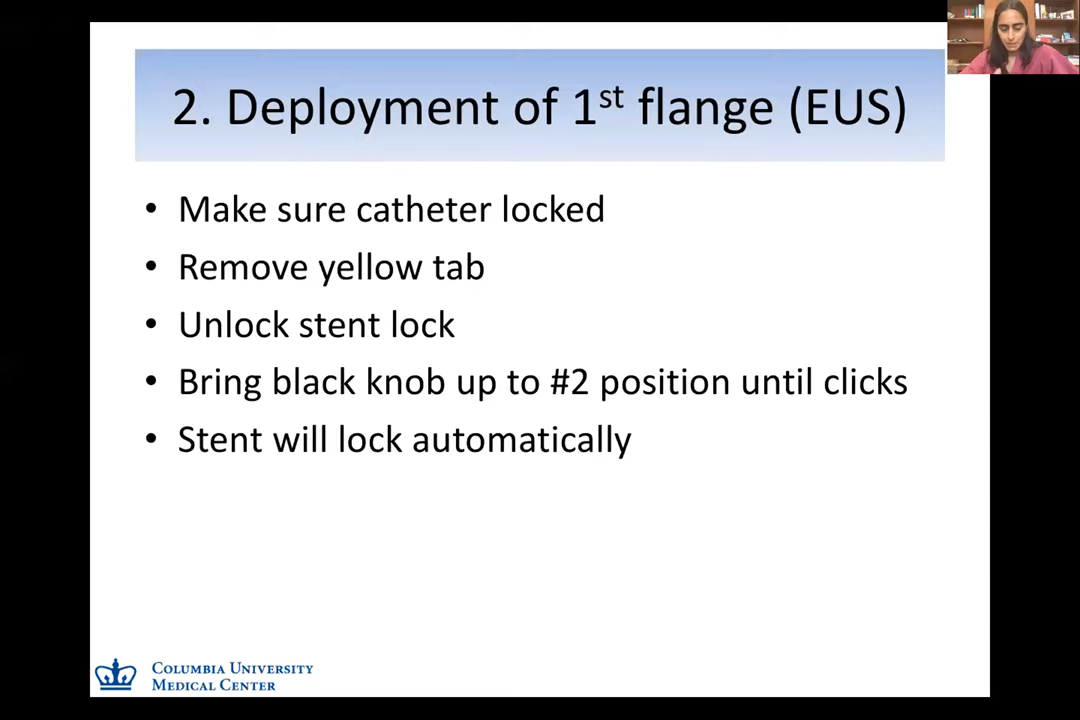 2. Deployment of 1st flange (EUS)
• Make sure catheter locked
• Remove yellow tab
• Unlock stent lock
• Bring black knob up to #2 position until clicks
• Stent will lock automatically
COLUMBIA UNIVERSITY
MEDICAL CENTER